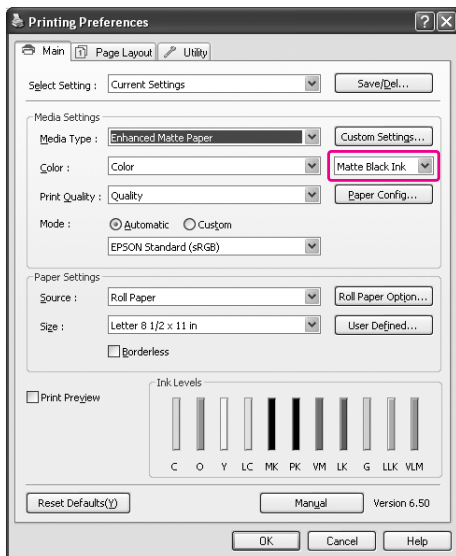 Printing Preferences
Main Page Layout Utility
Select Setting : Current Settings Save/Del...
Media Settings
Media Type : Enhanced Matte Paper Custom Settings...
Color : Color Matte Black Ink
Print Quality : Quality Paper Config...
Mode : Automatic Custom
EPSON Standard (sRGB)
Paper Settings
Source : Roll Paper Roll Paper Option...
Size : Letter 8 1/2 x 11 in User Defined...
Borderless
Print Preview
Ink Levels
C O Y LC MK PK VM LK G LLK VLM
Reset Defaults(Y) Manual Version 6.50
OK Cancel Help